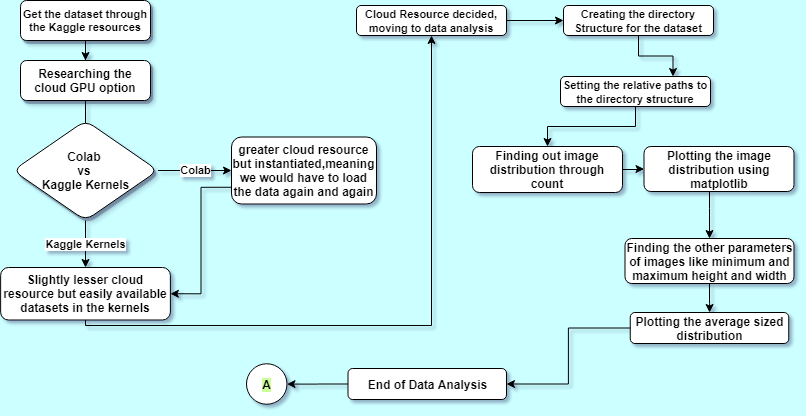 Get the dataset through
the Kaggle resources
Researching the
cloud GPU option
Colab
vs
Kaggle Kernels
Colab
greater cloud resource
but instantiated,meaning
we would have to load
the data again and again
Kaggle Kernels
Slightly lesser cloud
resource but easily available
datasets in the kernels
Cloud Resource decided,
moving to data analysis
Creating the directory
Structure for the dataset
Setting the relative paths to
the directory structure
Finding out image
distribution through
count
Plotting the image
distribution using
matplotlib
Finding the other parameters
of images like minimum and
maximum height and width
Plotting the average sized
distribution
End of Data Analysis
A